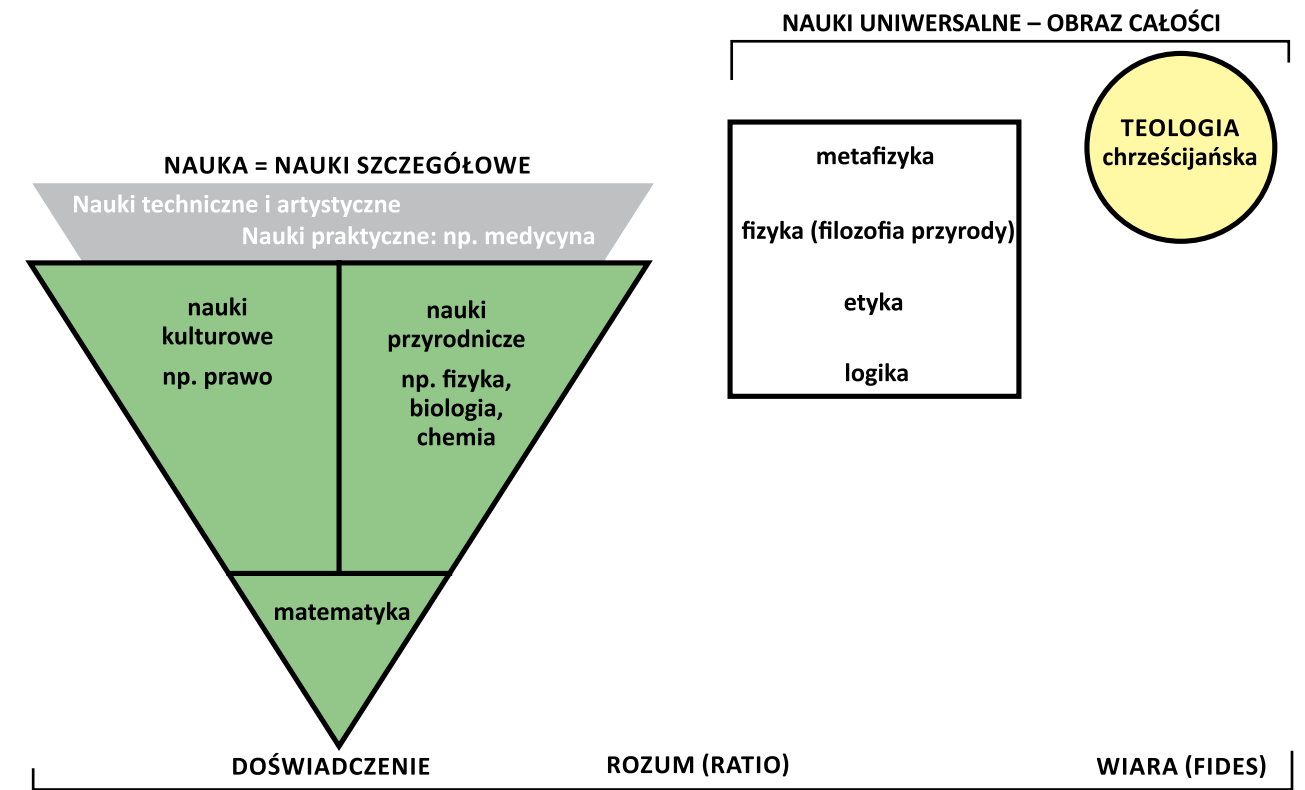 NAUKI UNIWERSALNE – OBRAZ CAŁOŚCI
TEOLOGIA
chrześcijańska
metafizyka
fizyka (filozofia przyrody)
etyka
logika
NAUKA = NAUKI SZCZEGÓŁOWE
Nauki techniczne i artystyczne
Nauki praktyczne: np. medycyna
nauki
kulturowe
np. prawo
nauki
przyrodnicze
np. fizyka,
biologia,
chemia
matematyka
DOŚWIADCZENIE
ROZUM (RATIO)
WIARA (FIDES)